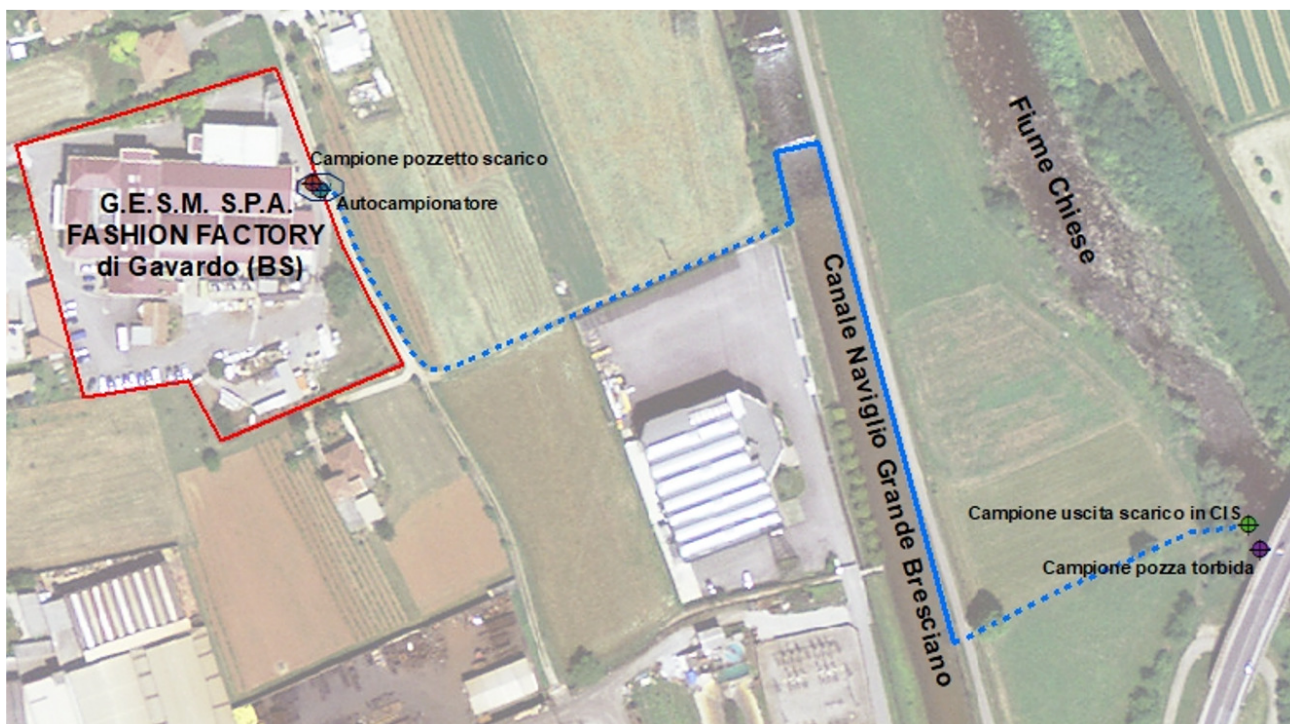 Campione pozzetto scarico
G.E.S.M. S.P.A.
Autocampionatore
FASHION FACTORY
di Gavardo (BS)
Fiume Chiese
Canale Naviglio Grande Bresciano
Campione uscita scarico in CIS
Campione pozza torbida